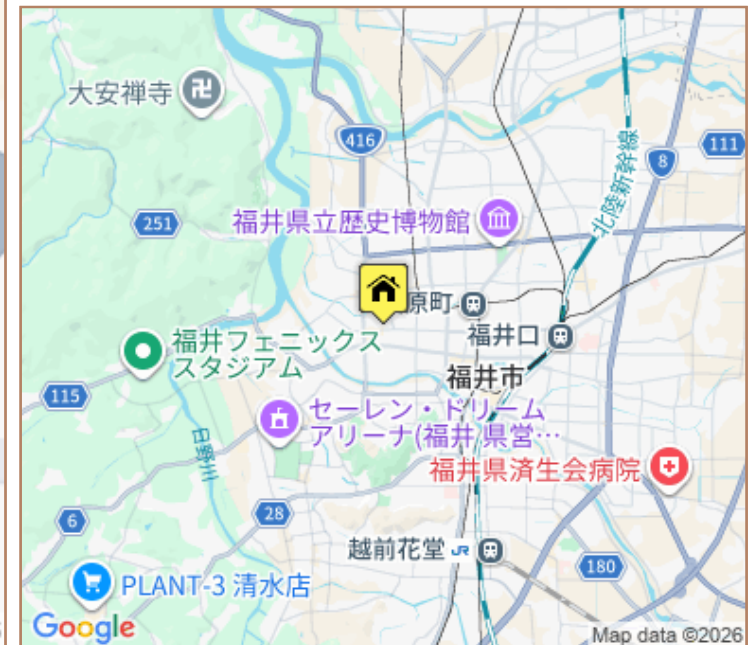 大安禅寺
416
111
8
北陸新幹線
251
福井県立歴史博物館
原町
福井口
福井フェニックス
スタジアム
福井市
115
セーレン・ドリーム
アリーナ(福井 県営…
日野川
福井県済生会病院
6
28
越前花堂 JR
180
PLANT-3 清水店
Google
Map data ©2026